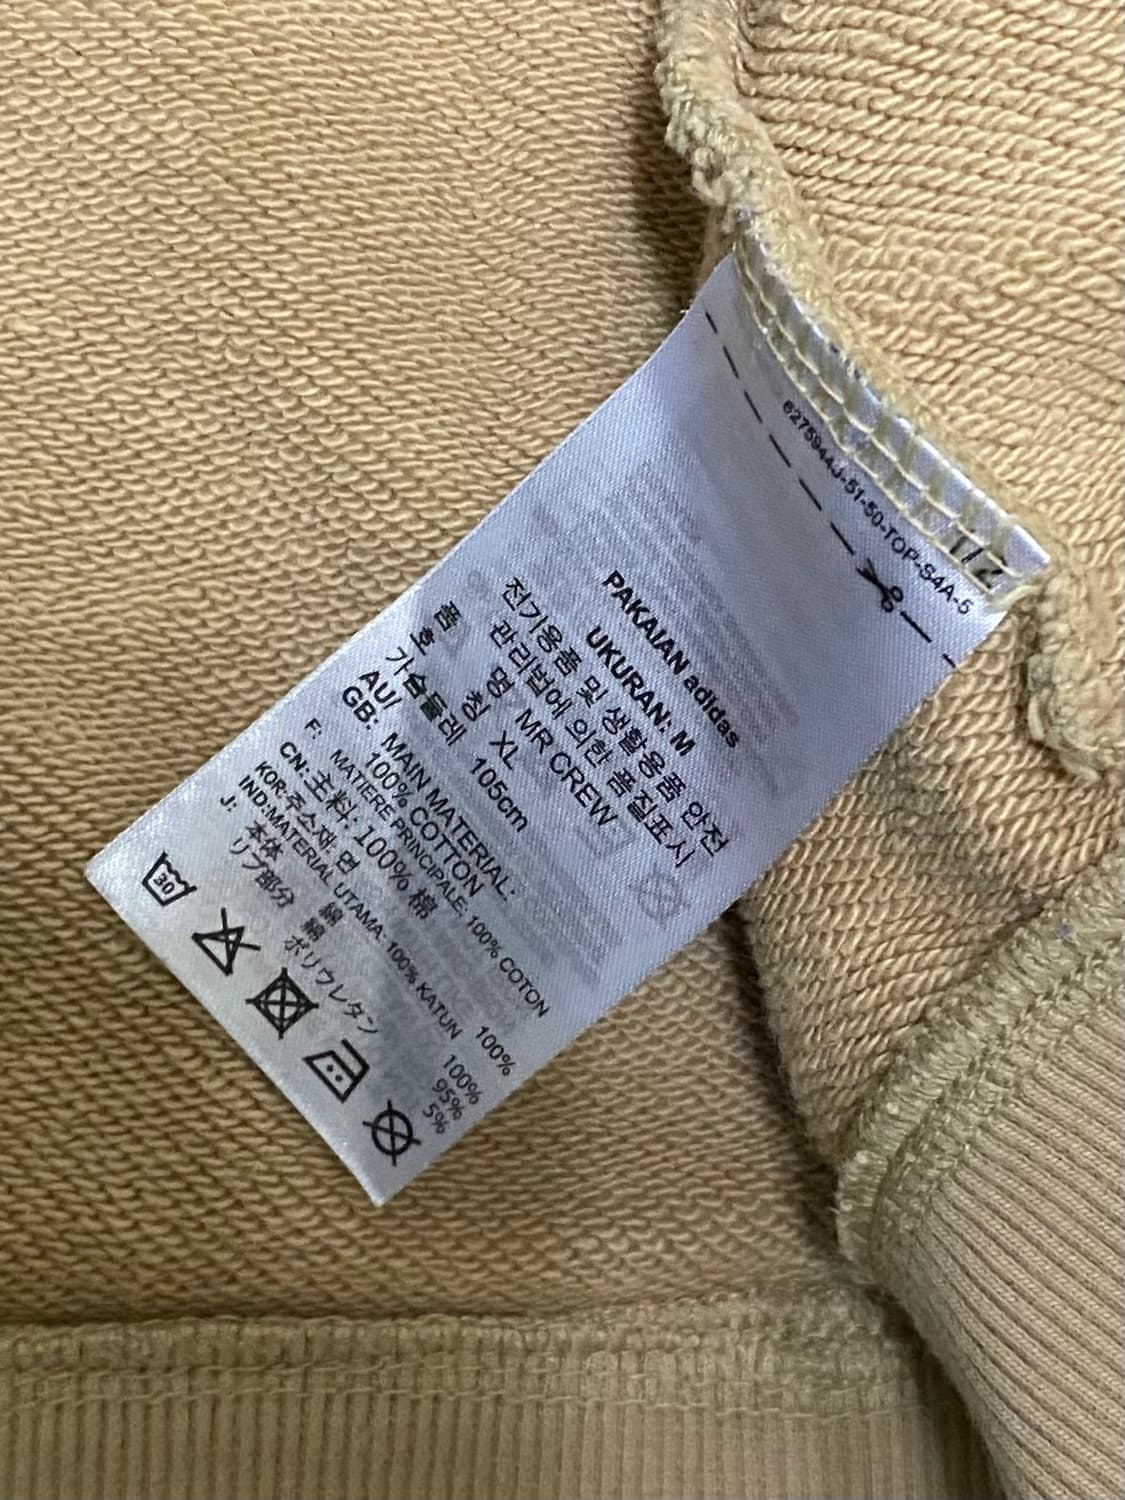 6275944J-51-50-TOP-S4A-5
1/2
PAKAIAN adidas
UKURAN: M
전기용품 및 생활용품 안전
관리법에 의한 품질표시
품 명 MR CREW
호 칭 XL
가슴둘레 105cm
AU/ MAIN MATERIAL:
GB: 100% COTTON
F: MATIERE PRINCIPALE: 100% COTON
CN: 主料: 100% 棉
KOR: 주소재: 면 100%
IND: MATERIAL UTAMA: 100% KATUN
J: 本体 綿 100%
リブ部分 綿 95%
ポリウレタン 5%
30